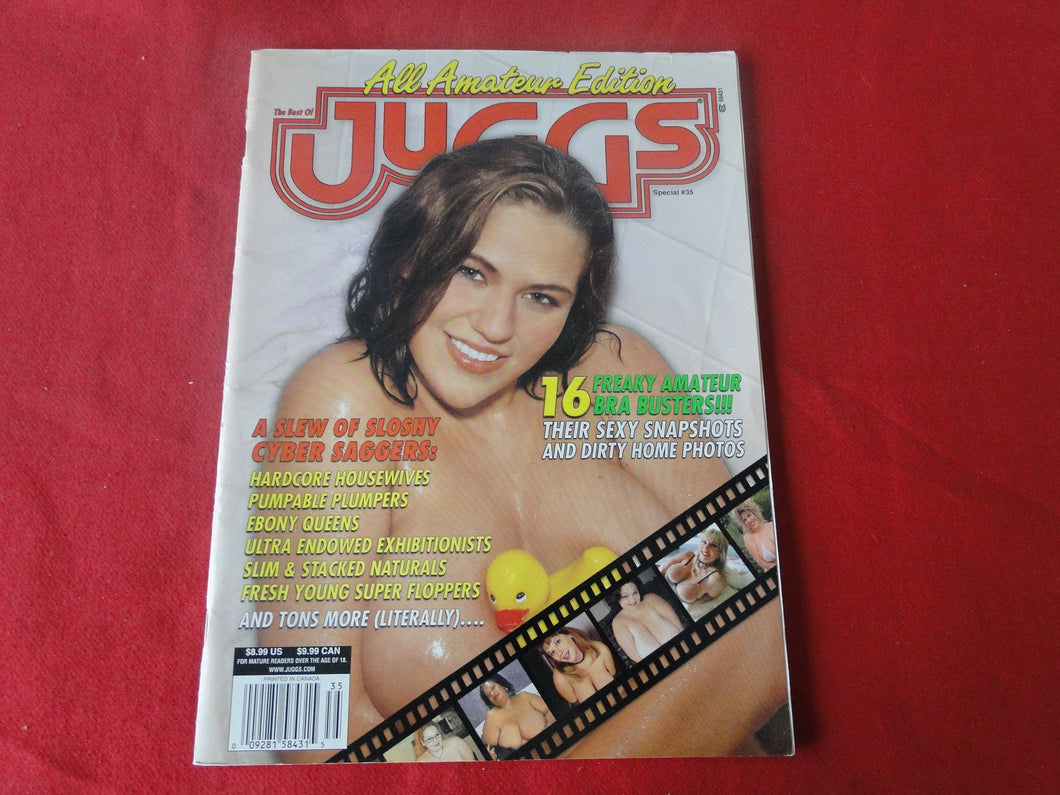 All Amateur Edition
The Best Of
JUGGS®
58431
Special #35
16 FREAKY AMATEUR
BRA BUSTERS!!!
THEIR SEXY SNAPSHOTS
AND DIRTY HOME PHOTOS
A SLEW OF SLOSHY
CYBER SAGGERS:
HARDCORE HOUSEWIVES
PUMPABLE PLUMPERS
EBONY QUEENS
ULTRA ENDOWED EXHIBITIONISTS
SLIM & STACKED NATURALS
FRESH YOUNG SUPER FLOPPERS
AND TONS MORE (LITERALLY)....
$8.99 US $9.99 CAN
FOR MATURE READERS OVER THE AGE OF 18.
WWW.JUGGS.COM
PRINTED IN CANADA
35
0 09281 58431 5